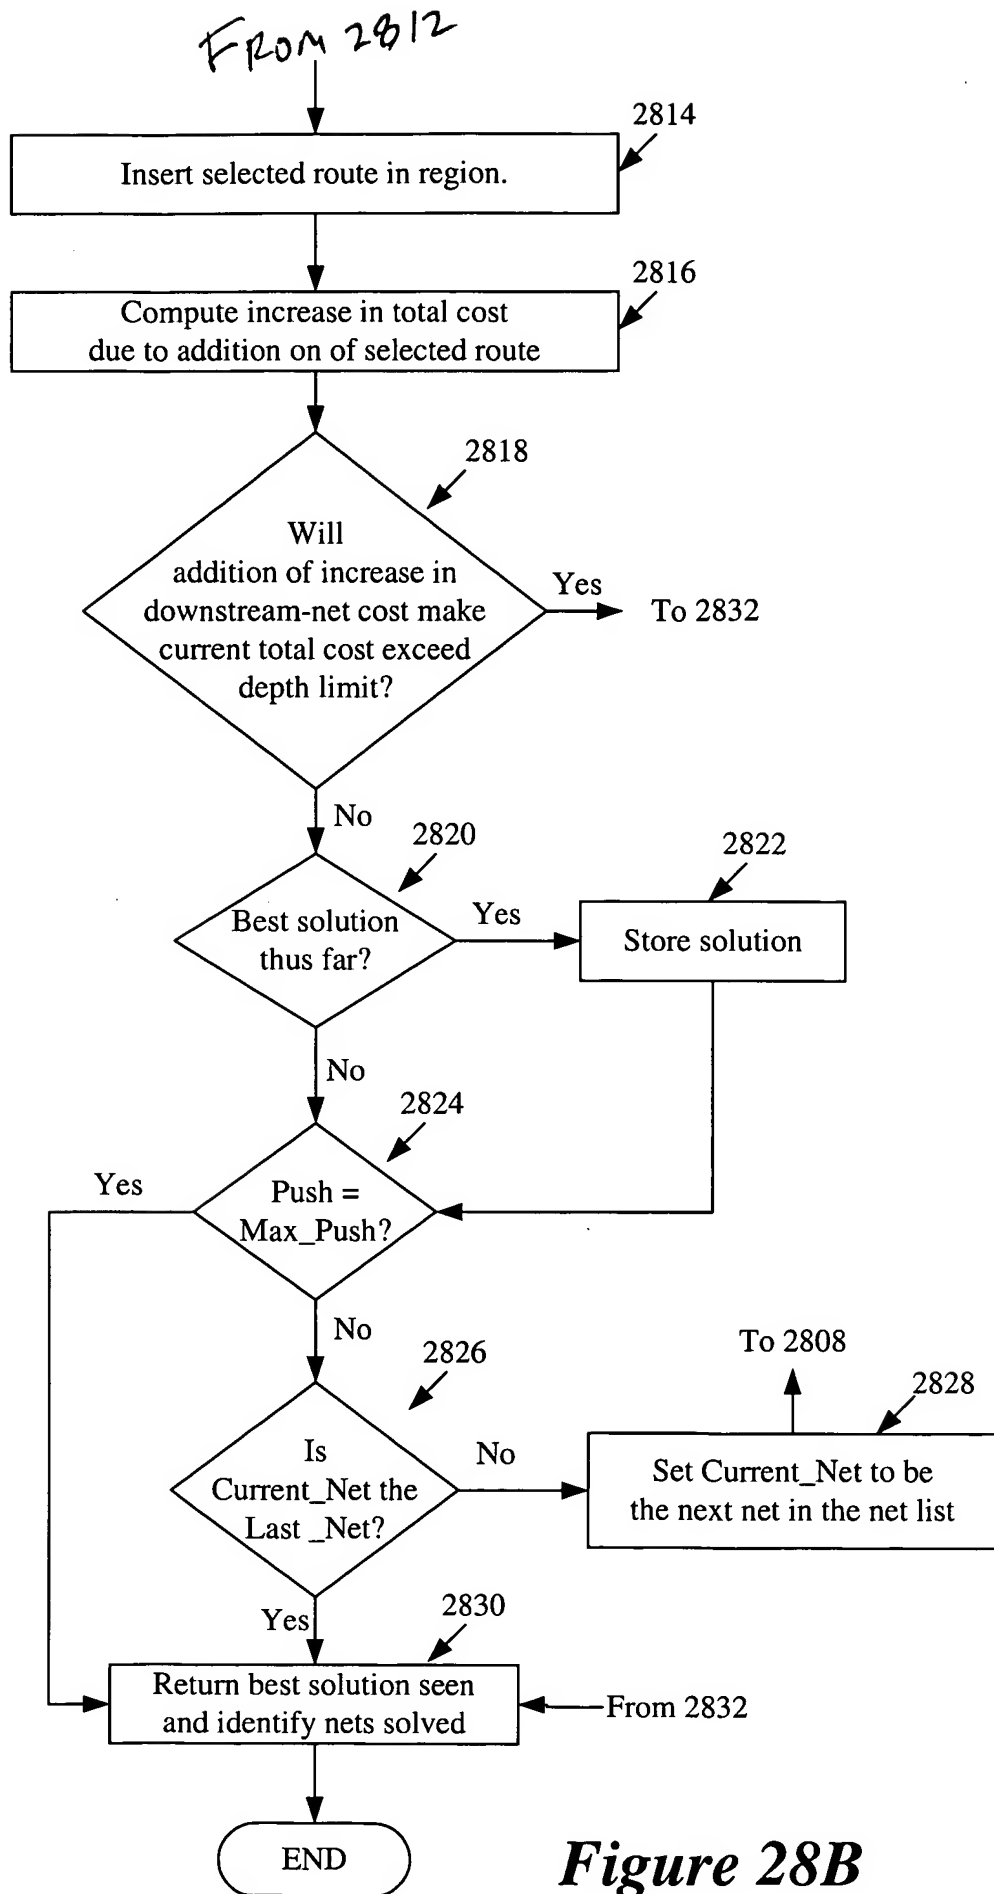 FROM 2812
2814
Insert selected route in region.
2816
Compute increase in total cost
due to addition on of selected route
2818
Will
addition of increase in
downstream-net cost make
current total cost exceed
depth limit?
Yes
To 2832
No
2820
Best solution
thus far?
Yes
2822
Store solution
No
2824
Push =
Max_Push?
Yes
No
2826
Is
Current_Net the
Last _Net?
No
To 2808
2828
Set Current_Net to be
the next net in the net list
Yes
2830
Return best solution seen
and identify nets solved
From 2832
END
Figure 28B